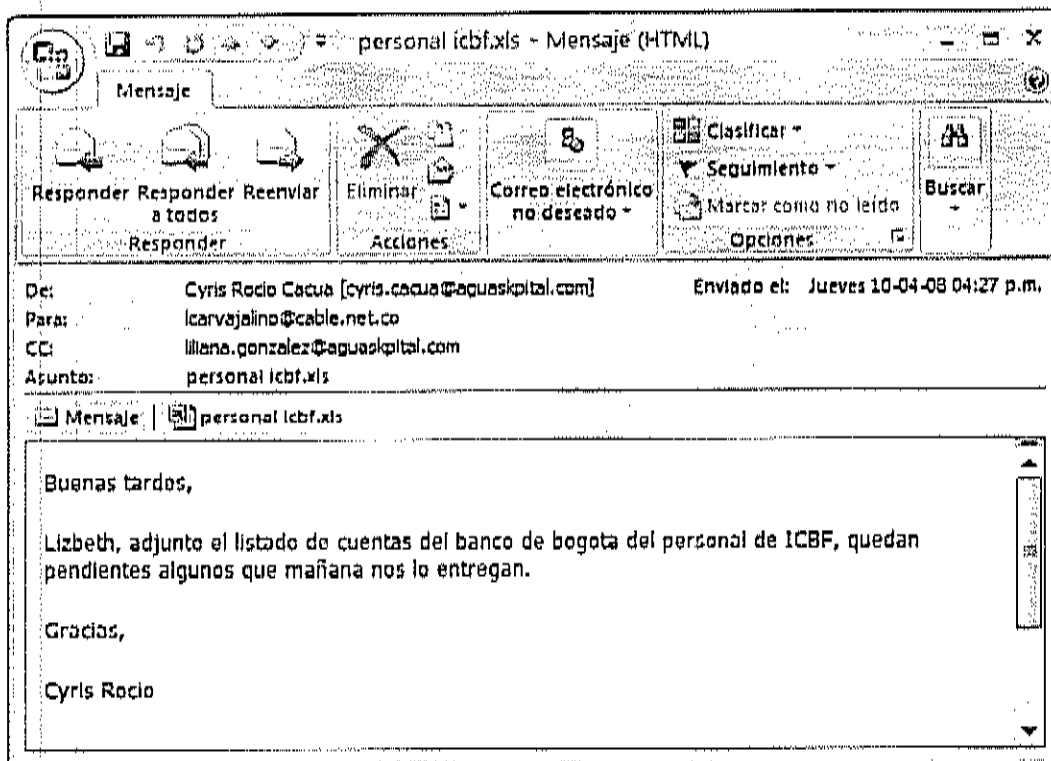 personal icbf.xls - Mensaje (HTML)
Mensaje
Responder Responder a todos Reenviar
Responder
Eliminar
Acciones
Correo electrónico no deseado
Clasificar
Seguimiento
Marcar como no leído
Opciones
Buscar
De: Cyris Rocio Cacua [cyris.cacua@aguaskpital.com] Enviado el: Jueves 10-04-08 04:27 p.m.
Para: lcarvajalino@cable.net.co
CC: liliana.gonzalez@aguaskpital.com
Asunto: personal icbf.xls
Mensaje personal icbf.xls
Buenas tardes,
Lizbeth, adjunto el listado de cuentas del banco de bogota del personal de ICBF, quedan
pendientes algunos que mañana nos lo entregan.
Gracias,
Cyris Rocio